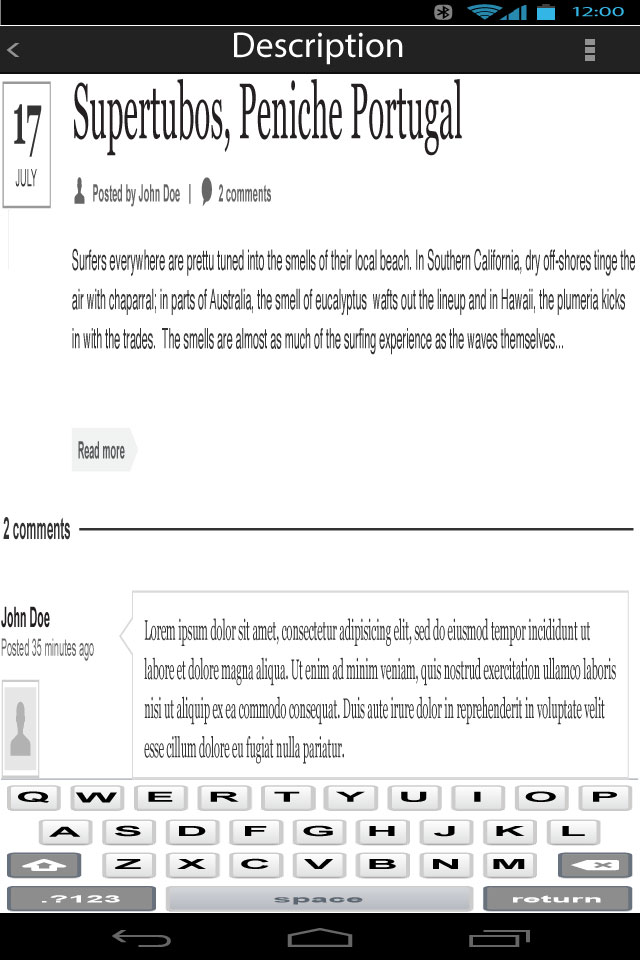 12:00
Description
17
JULY
Supertubos, Peniche Portugal
Posted by John Doe | 2 comments
Surfers everywhere are prettu tuned into the smells of their local beach. In Southern California, dry off-shores tinge the
air with chaparral; in parts of Australia, the smell of eucalyptus wafts out the lineup and in Hawaii, the plumeria kicks
in with the trades. The smells are almost as much of the surfing experience as the waves themselves...
Read more
2 comments
John Doe
Posted 35 minutes ago
Lorem ipsum dolor sit amet, consectetur adipisicing elit, sed do eiusmod tempor incididunt ut
labore et dolore magna aliqua. Ut enim ad minim veniam, quis nostrud exercitation ullamco laboris
nisi ut aliquip ex ea commodo consequat. Duis aute irure dolor in reprehenderit in voluptate velit
esse cillum dolore eu fugiat nulla pariatur.
Q W E R T Y U I O P
A S D F G H J K L
Z X C V B N M
.?123 space return